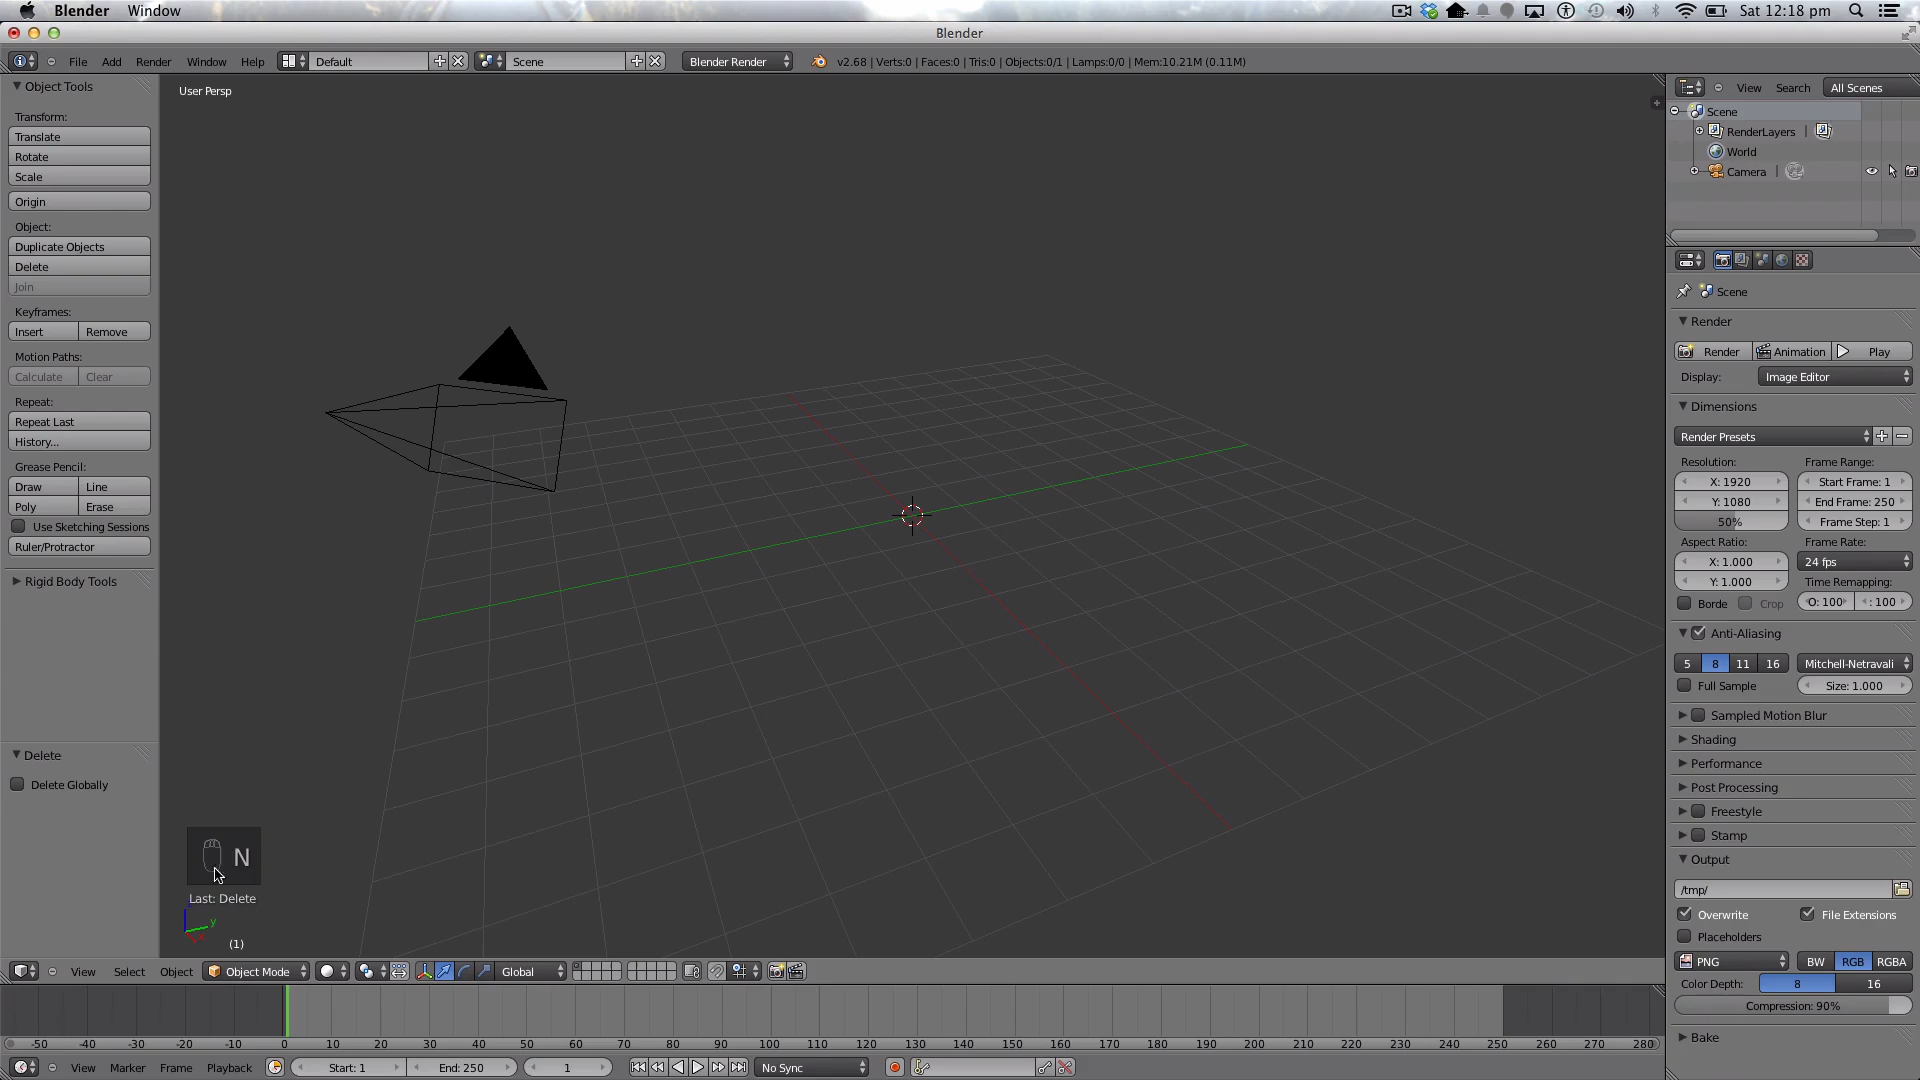 Blender Window
Sat 12:18 pm
Blender
File Add Render Window Help Default Scene Blender Render v2.68 | Verts:0 | Faces:0 | Tris:0 | Objects:0/1 | Lamps:0/0 | Mem:10.21M (0.11M)
Object Tools
Transform:
Translate
Rotate
Scale
Origin
Object:
Duplicate Objects
Delete
Join
Keyframes:
Insert Remove
Motion Paths:
Calculate Clear
Repeat:
Repeat Last
History...
Grease Pencil:
Draw Line
Poly Erase
Use Sketching Sessions
Ruler/Protractor
Rigid Body Tools
Delete
Delete Globally
User Persp
N
Last: Delete
y
(1)
View Select Object Object Mode Global
-50 -40 -30 -20 -10 0 10 20 30 40 50 60 70 80 90 100 110 120 130 140 150 160 170 180 190 200 210 220 230 240 250 260 270 280
View Marker Frame Playback Start: 1 End: 250 1 No Sync
View Search All Scenes
Scene
RenderLayers |
World
Camera |
Scene
Render
Render Animation Play
Display: Image Editor
Dimensions
Render Presets
Resolution: Frame Range:
X: 1920 Start Frame: 1
Y: 1080 End Frame: 250
50% Frame Step: 1
Aspect Ratio: Frame Rate:
X: 1.000 24 fps
Y: 1.000 Time Remapping:
Borde Crop O: 100 : 100
Anti-Aliasing
5 8 11 16 Mitchell-Netravali
Full Sample Size: 1.000
Sampled Motion Blur
Shading
Performance
Post Processing
Freestyle
Stamp
Output
/tmp/
Overwrite File Extensions
Placeholders
PNG BW RGB RGBA
Color Depth: 8 16
Compression: 90%
Bake